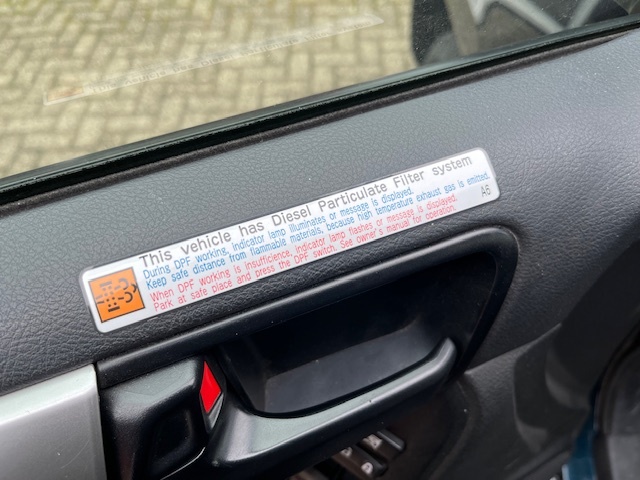 This vehicle has Diesel Particulate Filter system
During DPF working, indicator lamp illuminates or message is displayed.
Keep safe distance from flammable materials, because high temperature exhaust gas is emitted.
When DPF working is insufficience, indicator lamp flashes or message is displayed.
Park at safe place and press the DPF switch. See owner's manual for operation.
A6